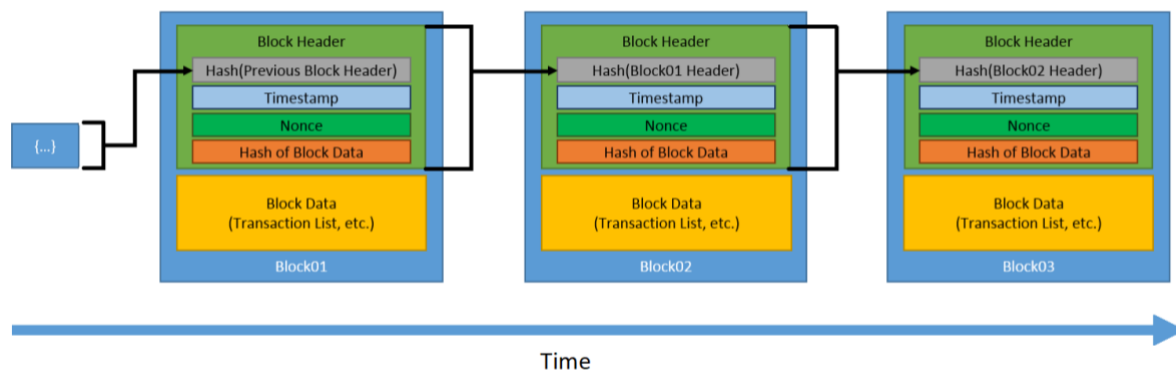 {...}
Block Header
Hash(Previous Block Header)
Timestamp
Nonce
Hash of Block Data
Block Data
(Transaction List, etc.)
Block01
Block Header
Hash(Block01 Header)
Timestamp
Nonce
Hash of Block Data
Block Data
(Transaction List, etc.)
Block02
Block Header
Hash(Block02 Header)
Timestamp
Nonce
Hash of Block Data
Block Data
(Transaction List, etc.)
Block03
Time